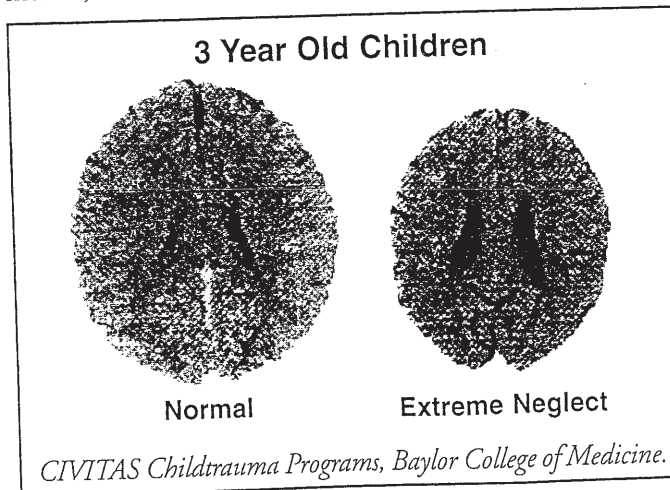 3 Year Old Children
Normal
Extreme Neglect
CIVITAS Childtrauma Programs, Baylor College of Medicine.